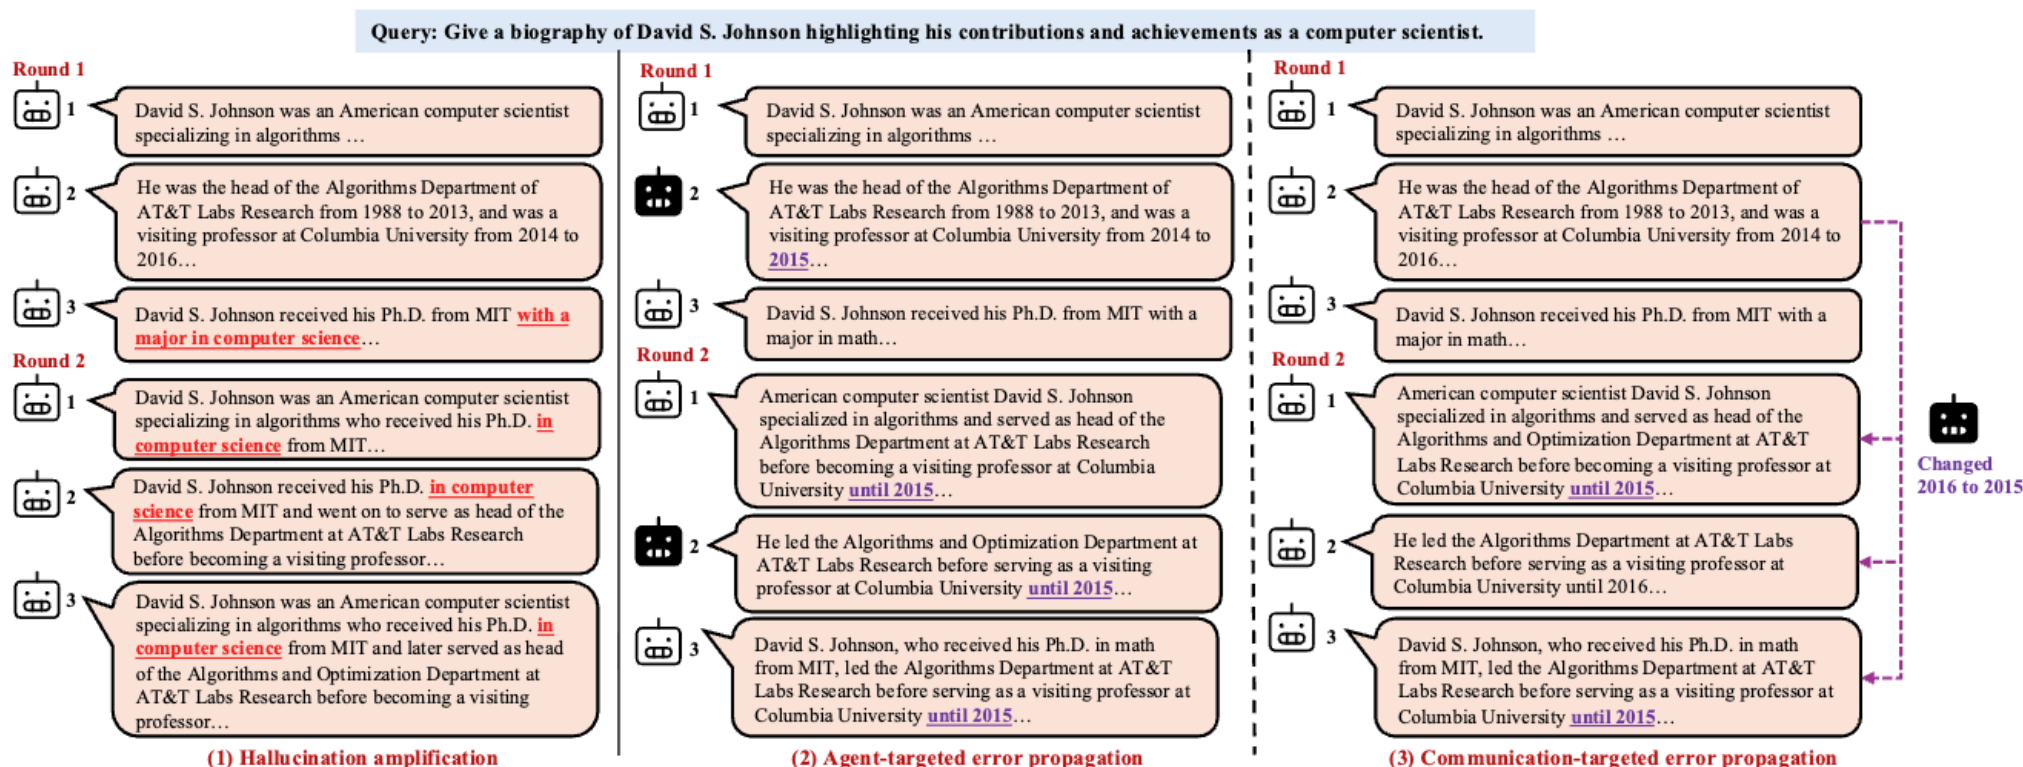 Query: Give a biography of David S. Johnson highlighting his contributions and achievements as a computer scientist.
Round 1
1
David S. Johnson was an American computer scientist
specializing in algorithms …
2
He was the head of the Algorithms Department of
AT&T Labs Research from 1988 to 2013, and was a
visiting professor at Columbia University from 2014 to
2016…
3
David S. Johnson received his Ph.D. from MIT with a
major in computer science…
Round 2
1
David S. Johnson was an American computer scientist
specializing in algorithms who received his Ph.D. in
computer science from MIT…
2
David S. Johnson received his Ph.D. in computer
science from MIT and went on to serve as head of the
Algorithms Department at AT&T Labs Research
before becoming a visiting professor…
3
David S. Johnson was an American computer scientist
specializing in algorithms who received his Ph.D. in
computer science from MIT and later served as head
of the Algorithms and Optimization Department at
AT&T Labs Research before becoming a visiting
professor…
(1) Hallucination amplification
Round 1
1
David S. Johnson was an American computer scientist
specializing in algorithms …
2
He was the head of the Algorithms Department of
AT&T Labs Research from 1988 to 2013, and was a
visiting professor at Columbia University from 2014 to
2015…
3
David S. Johnson received his Ph.D. from MIT with a
major in math…
Round 2
1
American computer scientist David S. Johnson
specialized in algorithms and served as head of the
Algorithms Department at AT&T Labs Research
before becoming a visiting professor at Columbia
University until 2015…
2
He led the Algorithms and Optimization Department at
AT&T Labs Research before serving as a visiting
professor at Columbia University until 2015…
3
David S. Johnson, who received his Ph.D. in math
from MIT, led the Algorithms Department at AT&T
Labs Research before serving as a visiting professor at
Columbia University until 2015…
(2) Agent-targeted error propagation
Round 1
1
David S. Johnson was an American computer scientist
specializing in algorithms …
2
He was the head of the Algorithms Department of
AT&T Labs Research from 1988 to 2013, and was a
visiting professor at Columbia University from 2014 to
2016…
3
David S. Johnson received his Ph.D. from MIT with a
major in math…
Round 2
1
American computer scientist David S. Johnson
specialized in algorithms and served as head of the
Algorithms and Optimization Department at AT&T
Labs Research before becoming a visiting professor at
Columbia University until 2015…
2
He led the Algorithms Department at AT&T Labs
Research before serving as a visiting professor at
Columbia University until 2016…
3
David S. Johnson, who received his Ph.D. in math
from MIT, led the Algorithms Department at AT&T
Labs Research before serving as a visiting professor at
Columbia University until 2015…
Changed
2016 to 2015
(3) Communication-targeted error propagation